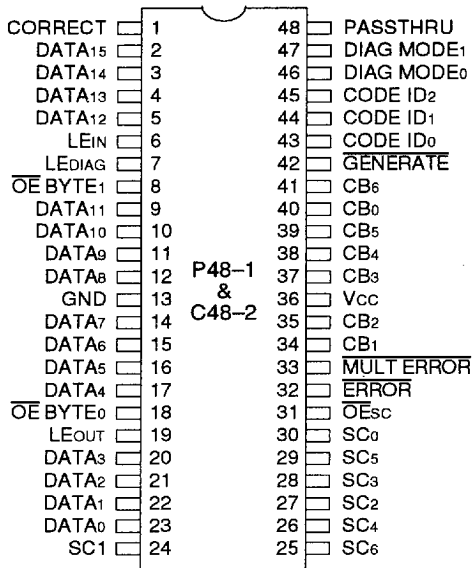 CORRECT 1 48 PASSTHRU
DATA15 2 47 DIAG MODE1
DATA14 3 46 DIAG MODE0
DATA13 4 45 CODE ID2
DATA12 5 44 CODE ID1
LEIN 6 43 CODE ID0
LEDIAG 7 42 GENERATE
OE BYTE1 8 41 CB6
DATA11 9 40 CB0
DATA10 10 39 CB5
DATA9 11 38 CB4
DATA8 12 37 CB3
P48-1
&
C48-2
GND 13 36 VCC
DATA7 14 35 CB2
DATA6 15 34 CB1
DATA5 16 33 MULT ERROR
DATA4 17 32 ERROR
OE BYTE0 18 31 OESC
LEOUT 19 30 SC0
DATA3 20 29 SC5
DATA2 21 28 SC3
DATA1 22 27 SC2
DATA0 23 26 SC4
SC1 24 25 SC6